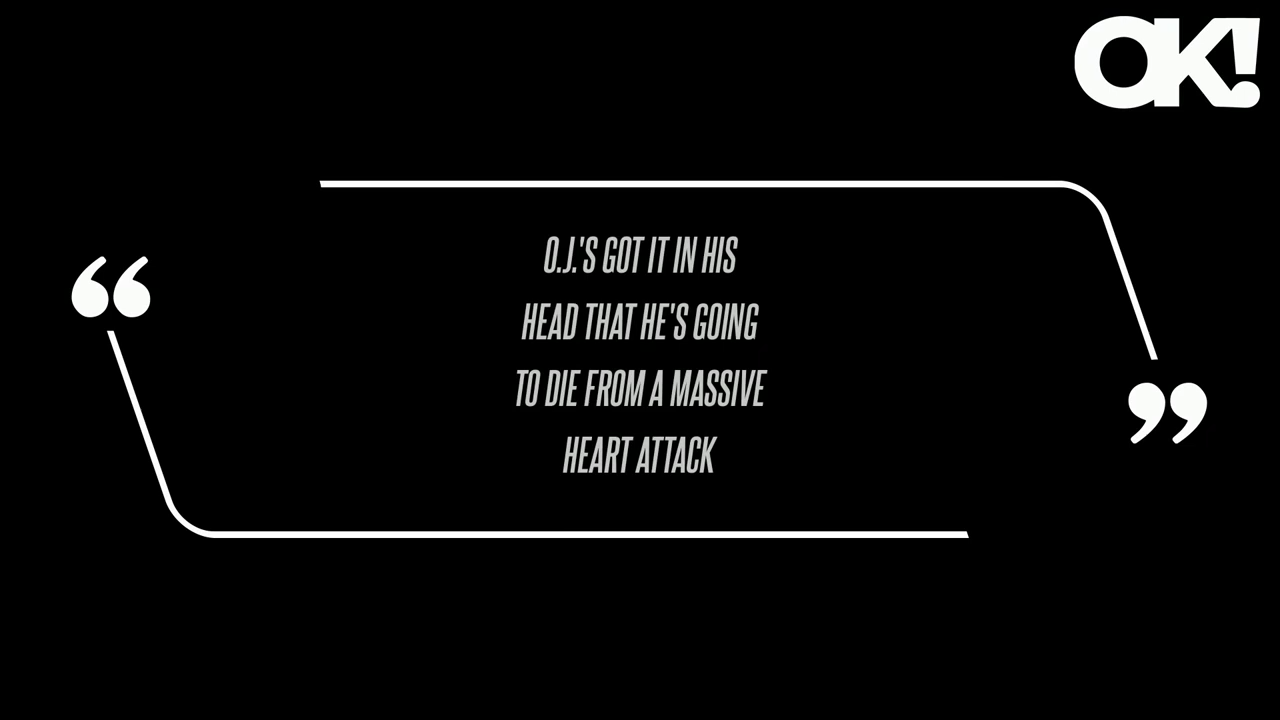 OK!
O.J.'S GOT IT IN HIS
HEAD THAT HE'S GOING
TO DIE FROM A MASSIVE
HEART ATTACK